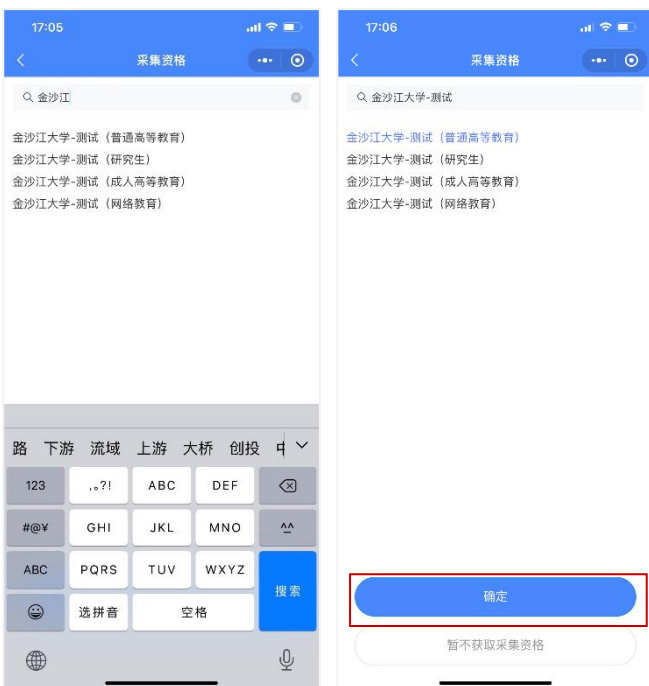 17:05
采集资格
金沙江
金沙江大学-测试（普通高等教育）
金沙江大学-测试（研究生）
金沙江大学-测试（成人高等教育）
金沙江大学-测试（网络教育）
路 下游 流域 上游 大桥 创投
123 ,。?! ABC DEF
#@¥ GHI JKL MNO ^^
ABC PQRS TUV WXYZ 搜索
选拼音 空格
17:06
采集资格
金沙江大学-测试
金沙江大学-测试（普通高等教育）
金沙江大学-测试（研究生）
金沙江大学-测试（成人高等教育）
金沙江大学-测试（网络教育）
确定
暂不获取采集资格